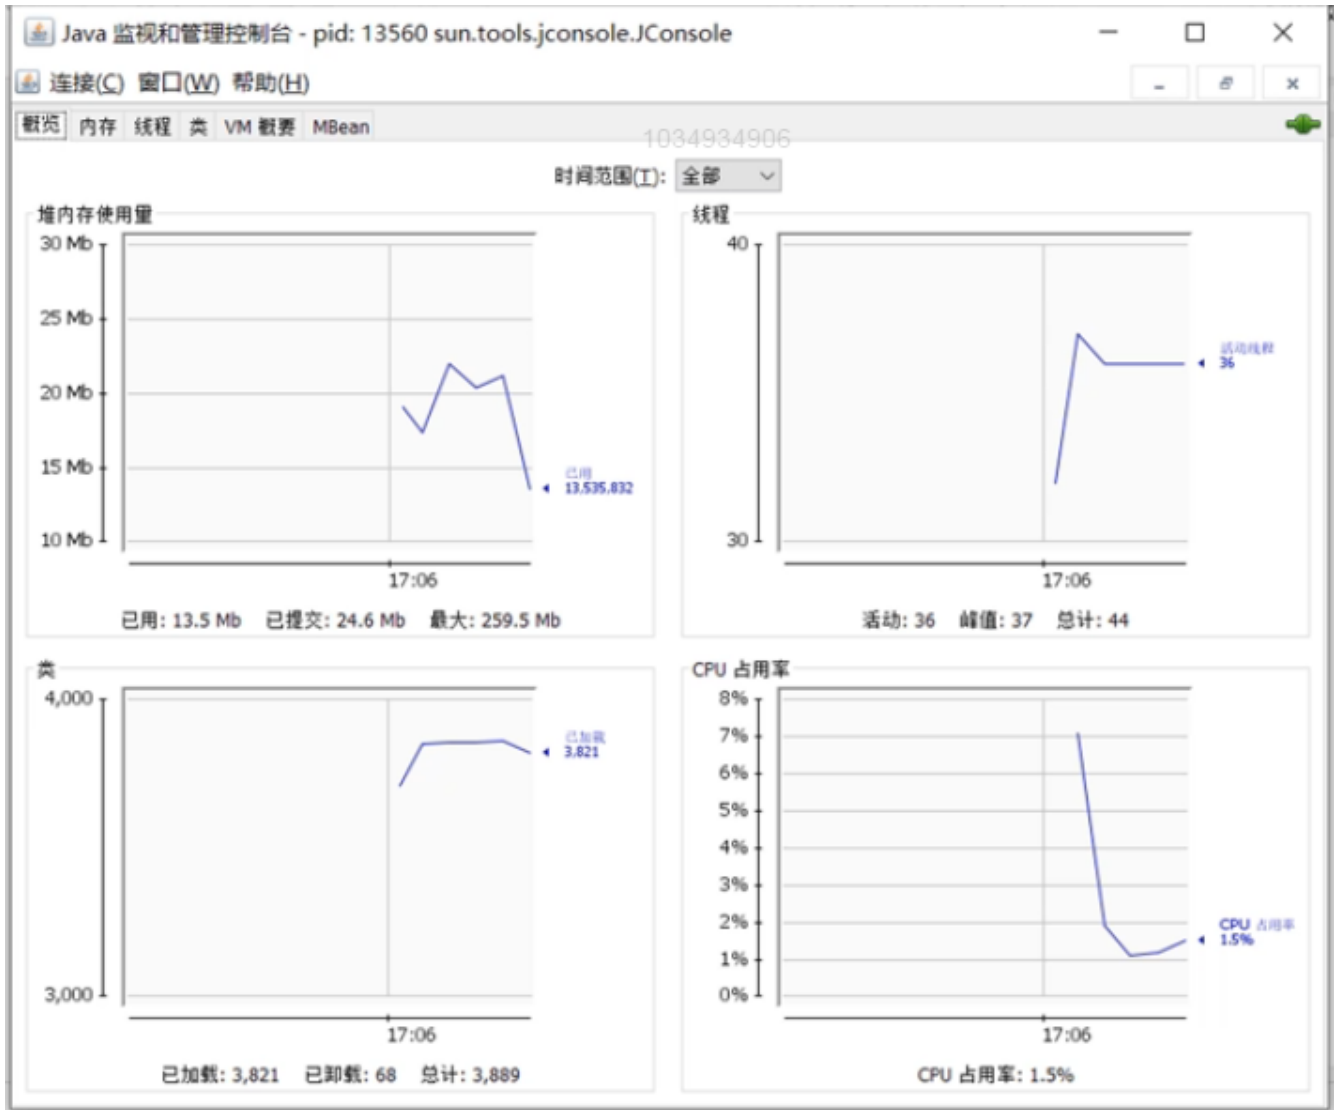 Java 监视和管理控制台 - pid: 13560 sun.tools.jconsole.JConsole
连接(C) 窗口(W) 帮助(H)
概览 内存 线程 类 VM 概要 MBean
1034934906
时间范围(T): 全部
堆内存使用量
30 Mb
25 Mb
20 Mb
15 Mb
10 Mb
已用
13,535,832
17:06
已用: 13.5 Mb 已提交: 24.6 Mb 最大: 259.5 Mb
线程
40
30
活动线程
36
17:06
活动: 36 峰值: 37 总计: 44
类
4,000
3,000
已加载
3,821
17:06
已加载: 3,821 已卸载: 68 总计: 3,889
CPU 占用率
8%
7%
6%
5%
4%
3%
2%
1%
0%
CPU 占用率
1.5%
17:06
CPU 占用率: 1.5%